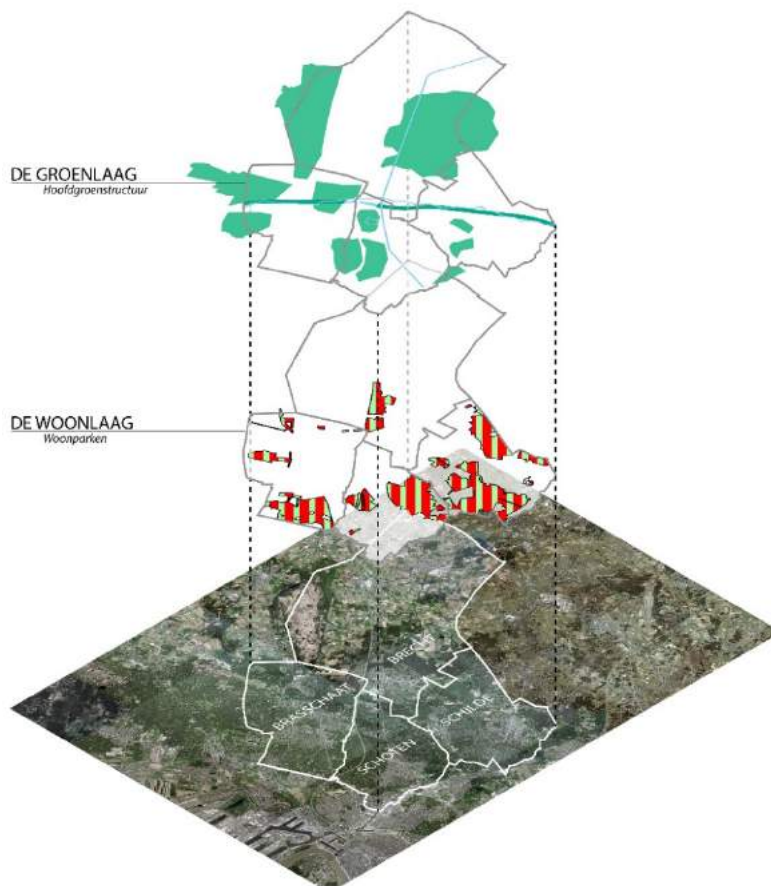 DE GROENLAAG
Hoofdgroenstructuur
DE WOONLAAG
Woonparken
BRECHT
BRASSCHAAT
SCHILDE
SCHOTEN